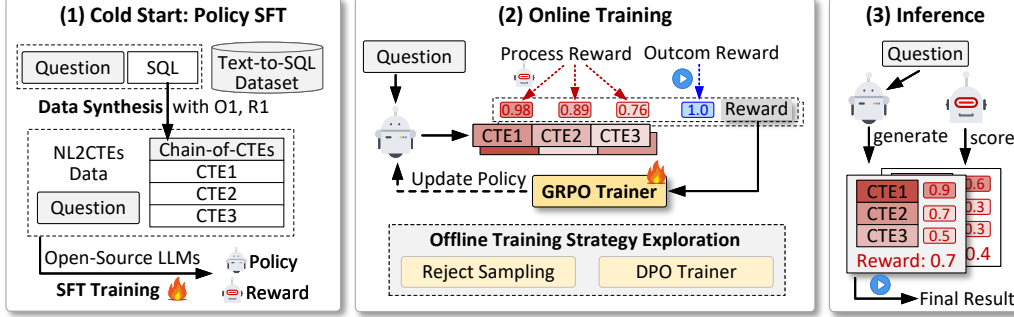 (1) Cold Start: Policy SFT
Question
SQL
Text-to-SQL
Dataset
Data Synthesis with O1, R1
NL2CTEs
Data
Question
Chain-of-CTEs
CTE1
CTE2
CTE3
Open-Source LLMs
SFT Training
Policy
Reward
(2) Online Training
Question
Process Reward
Outcom Reward
0.98
0.89
0.76
1.0
Reward
CTE1
CTE2
CTE3
Update Policy
GRPO Trainer
Offline Training Strategy Exploration
Reject Sampling
DPO Trainer
(3) Inference
Question
generate
score
CTE1
0.9
0.6
CTE2
0.7
0.3
CTE3
0.5
0.3
Reward: 0.7
0.4
Final Result